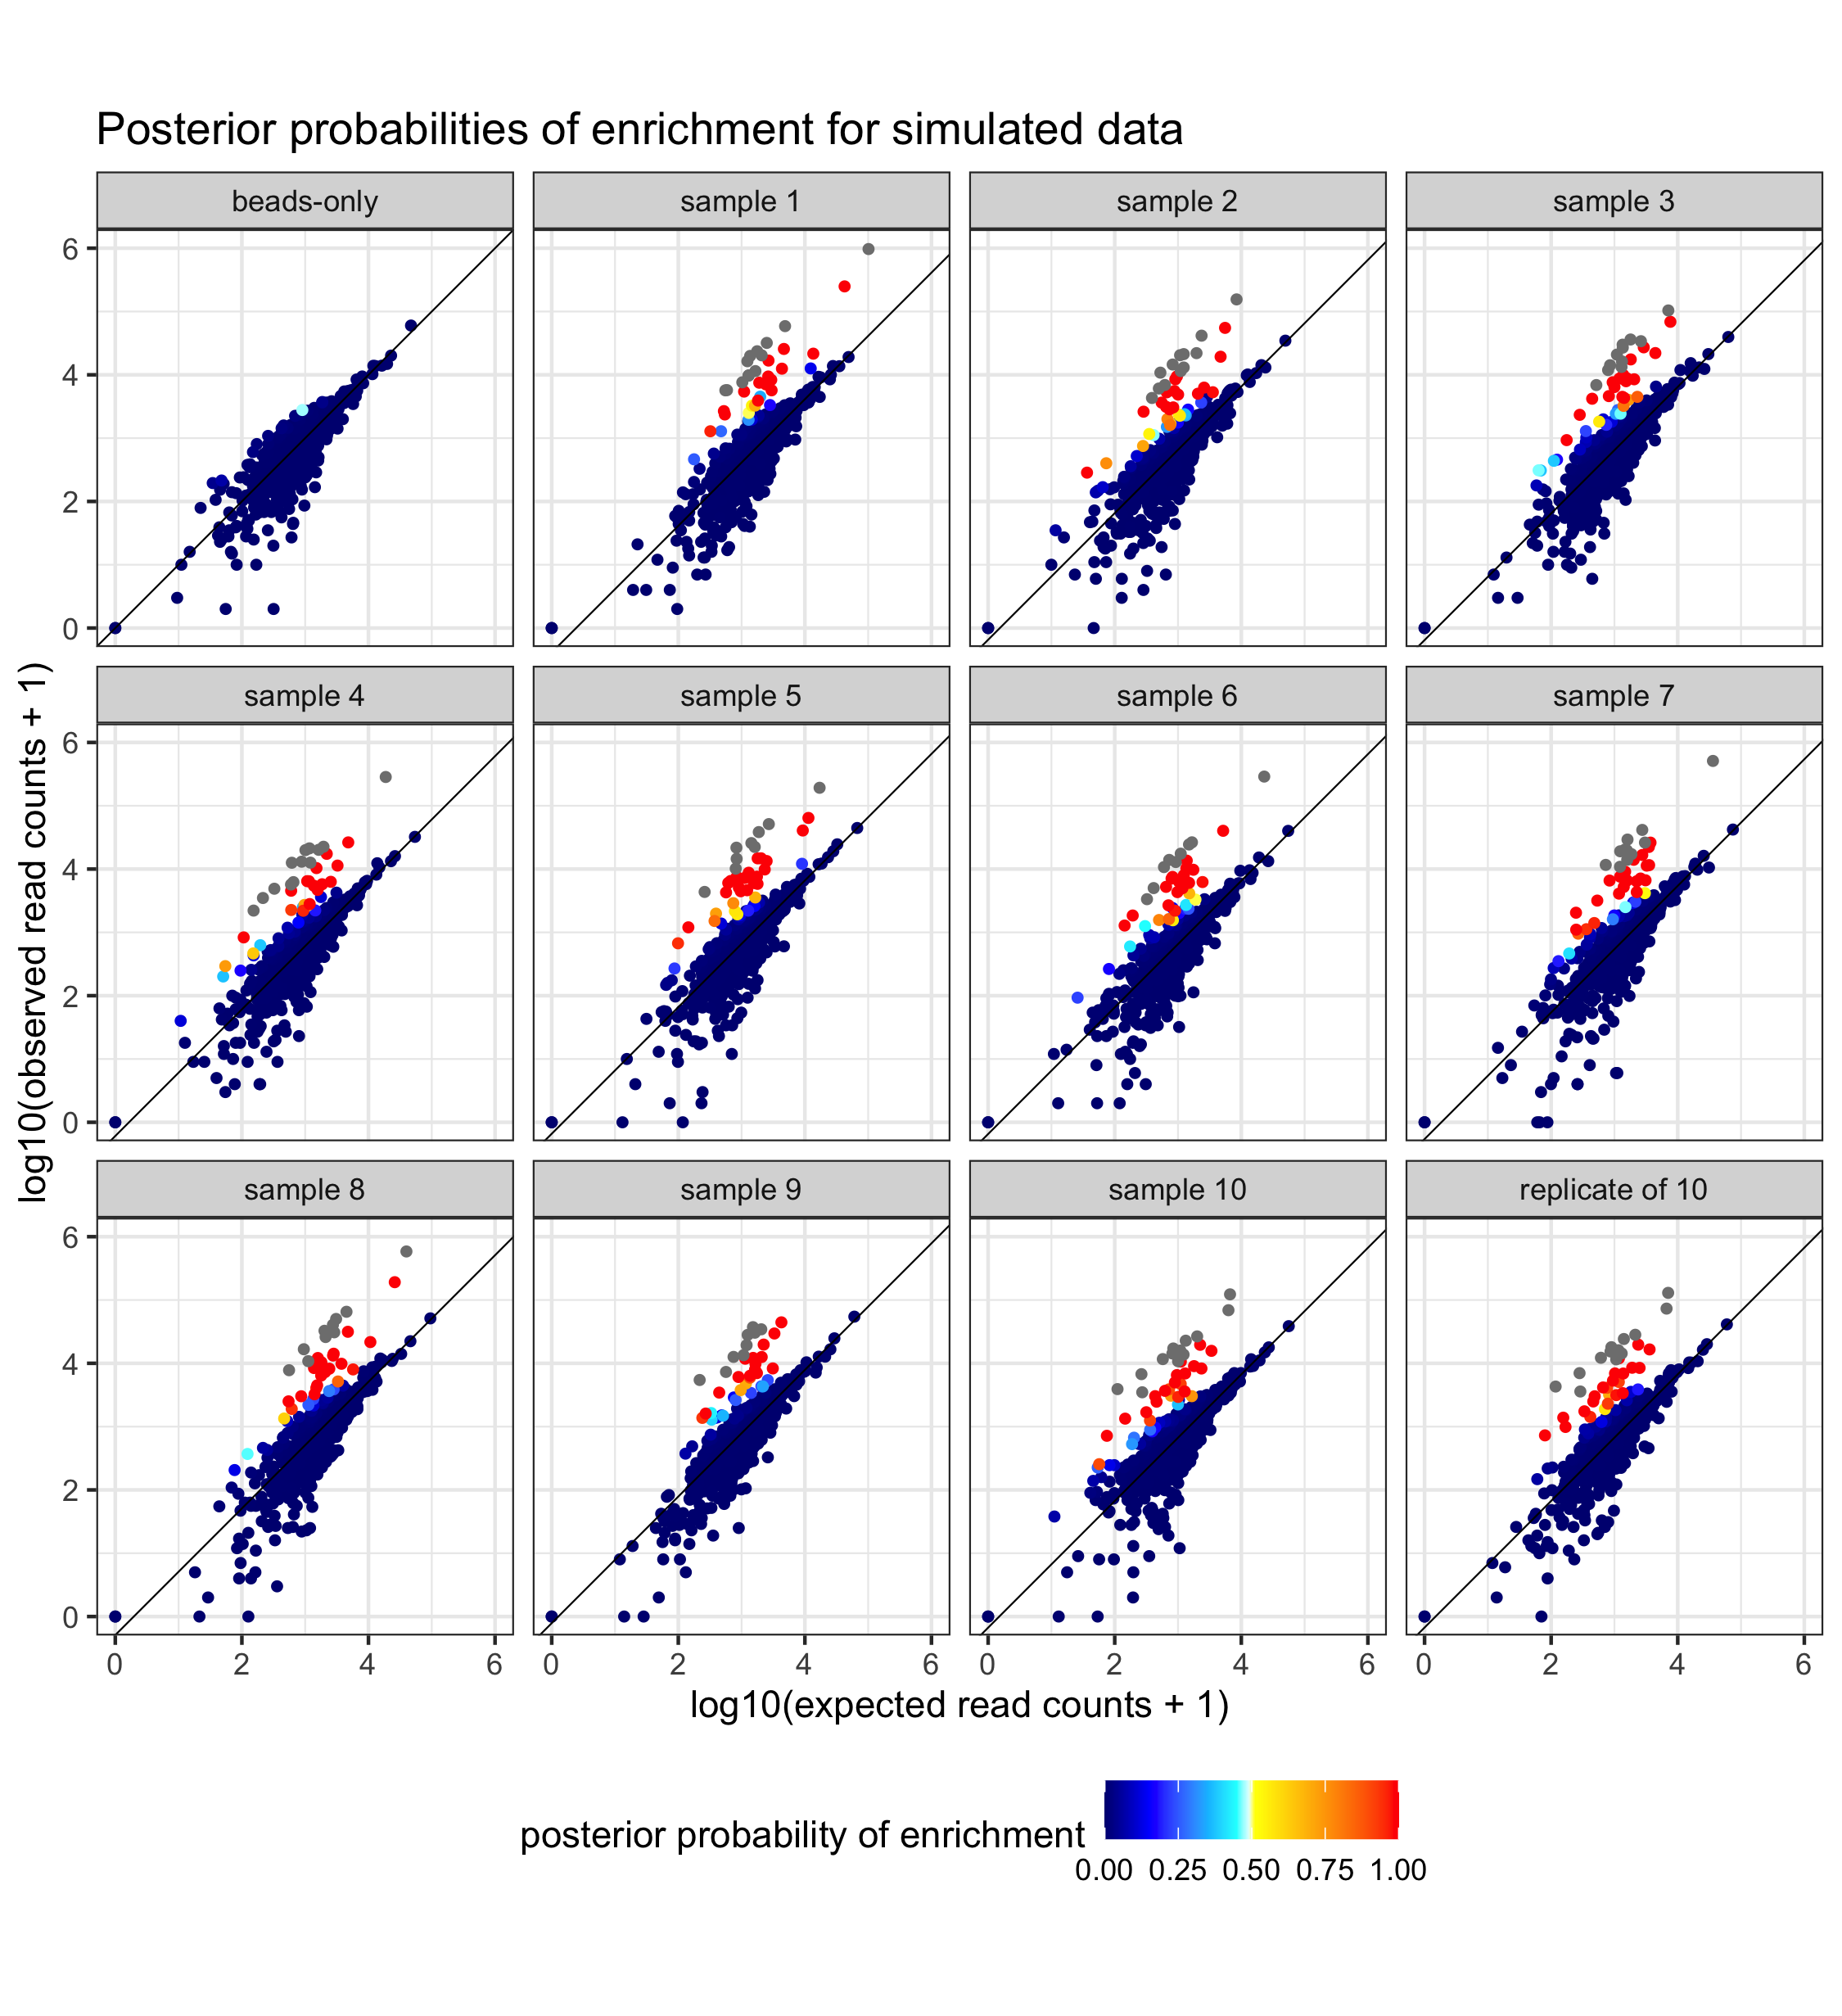 Posterior probabilities of enrichment for simulated data
beads-only
sample 1
sample 2
sample 3
6
4
2
0
sample 4
sample 5
sample 6
sample 7
6
4
2
0
log10(observed read counts + 1)
sample 8
sample 9
sample 10
replicate of 10
6
4
2
0
0 2 4 6 0 2 4 6 0 2 4 6 0 2 4 6
log10(expected read counts + 1)
posterior probability of enrichment
0.00 0.25 0.50 0.75 1.00